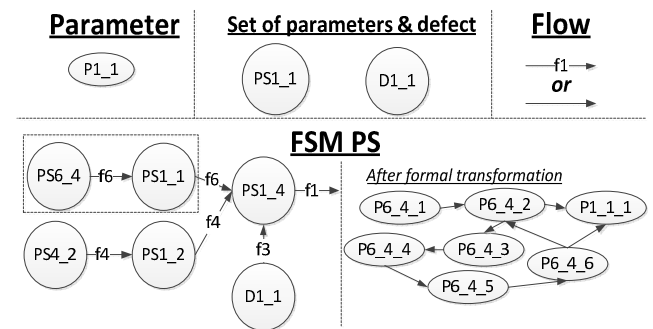 Parameter
Set of parameters & defect
Flow
P1_1
PS1_1
D1_1
f1
or
FSM PS
PS6_4
f6
PS1_1
f6
PS1_4
f1
PS4_2
f4
PS1_2
f4
f3
D1_1
After formal transformation
P6_4_1
P6_4_2
P1_1_1
P6_4_4
P6_4_3
P6_4_6
P6_4_5